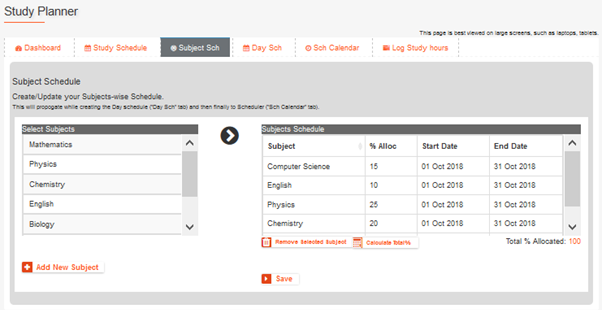 Study Planner
This page is best viewed on large screens, such as laptops, tablets.
Dashboard Study Schedule Subject Sch Day Sch Sch Calendar Log Study hours
Subject Schedule
Create/Update your Subjects-wise Schedule.
This will propogate while creating the Day schedule ("Day Sch" tab) and then finally to Scheduler ("Sch Calendar" tab).
Select Subjects
Mathematics
Physics
Chemistry
English
Biology
Add New Subject
Subjects Schedule
Subject % Alloc Start Date End Date
Computer Science 15 01 Oct 2018 31 Oct 2018
English 10 01 Oct 2018 31 Oct 2018
Physics 25 01 Oct 2018 31 Oct 2018
Chemistry 20 01 Oct 2018 31 Oct 2018
Remove Selected Subject Calculate Total% Total % Allocated: 100
Save